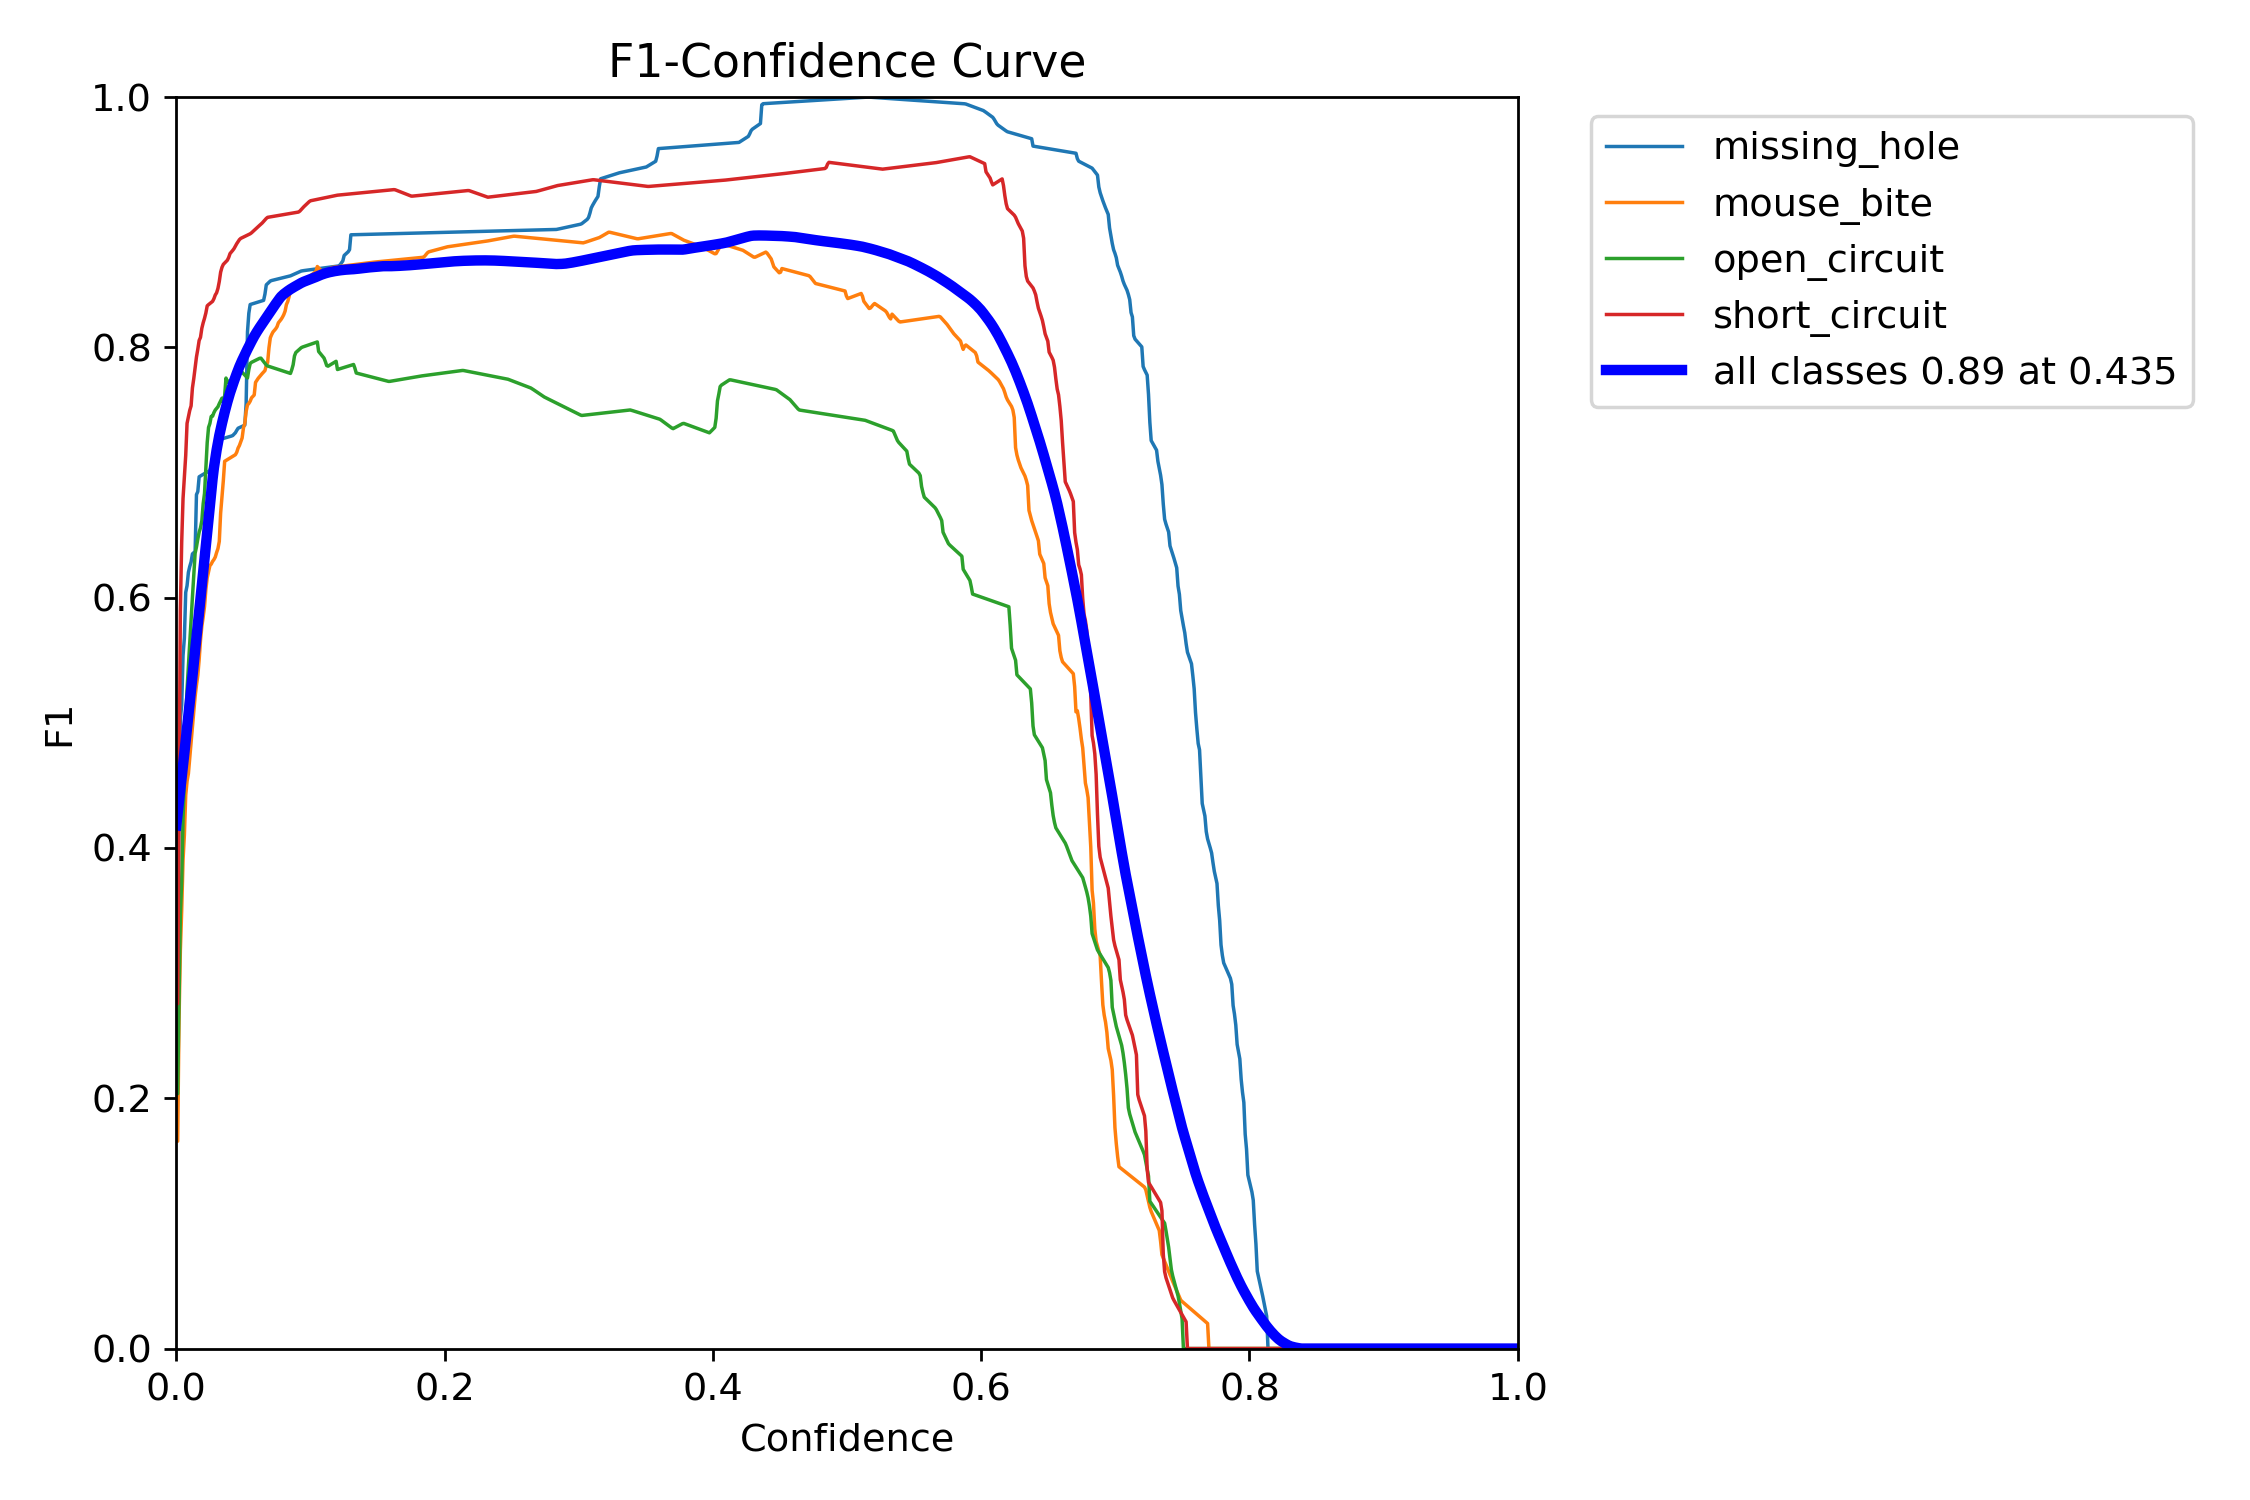 F1-Confidence Curve
1.0
0.8
0.6
0.4
0.2
0.0
F1
0.0 0.2 0.4 0.6 0.8 1.0
Confidence
missing_hole
mouse_bite
open_circuit
short_circuit
all classes 0.89 at 0.435